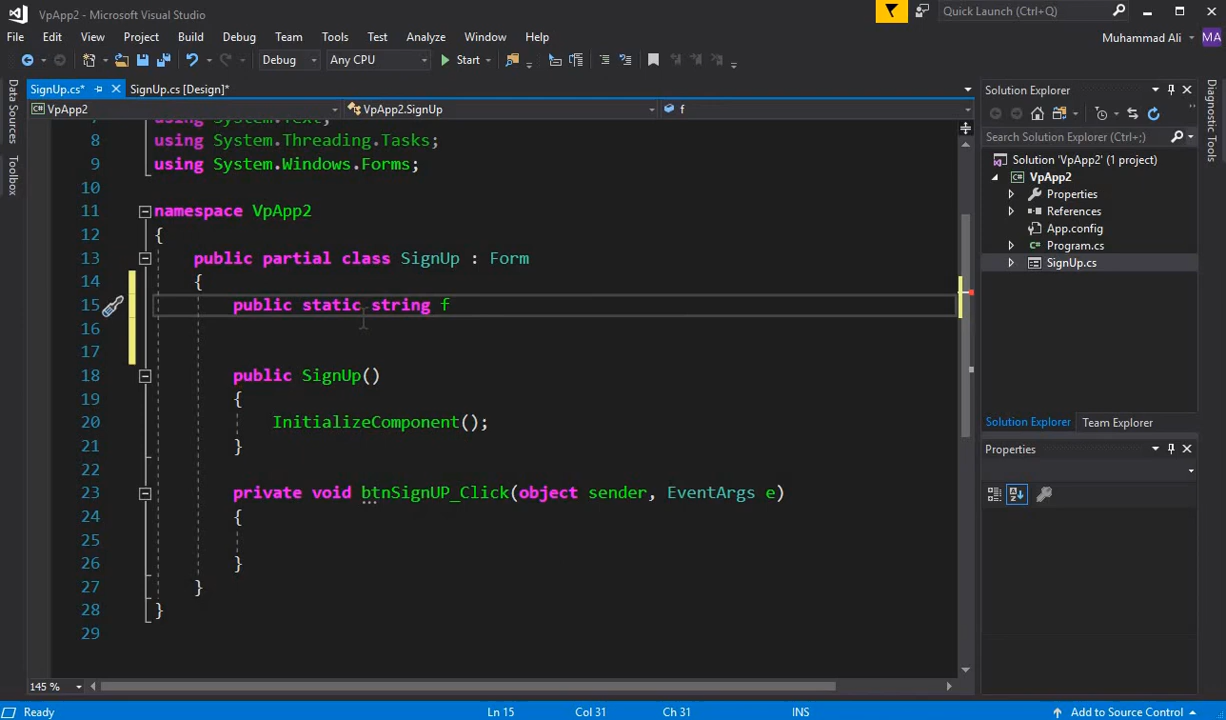 VpApp2 - Microsoft Visual Studio
Quick Launch (Ctrl+Q)
File Edit View Project Build Debug Team Tools Test Analyze Window Help
Muhammad Ali MA
Debug Any CPU Start
SignUp.cs* SignUp.cs [Design]*
VpApp2 VpApp2.SignUp f
Data Sources
Toolbox
7 using System.Text;
8 using System.Threading.Tasks;
9 using System.Windows.Forms;
10
11 namespace VpApp2
12 {
13 public partial class SignUp : Form
14 {
15 public static string f
16
17
18 public SignUp()
19 {
20 InitializeComponent();
21 }
22
23 private void btnSignUP_Click(object sender, EventArgs e)
24 {
25
26 }
27 }
28 }
29
145 %
Solution Explorer
Search Solution Explorer (Ctrl+;)
Solution 'VpApp2' (1 project)
VpApp2
Properties
References
App.config
Program.cs
SignUp.cs
Solution Explorer Team Explorer
Properties
Diagnostic Tools
Ready Ln 15 Col 31 Ch 31 INS Add to Source Control